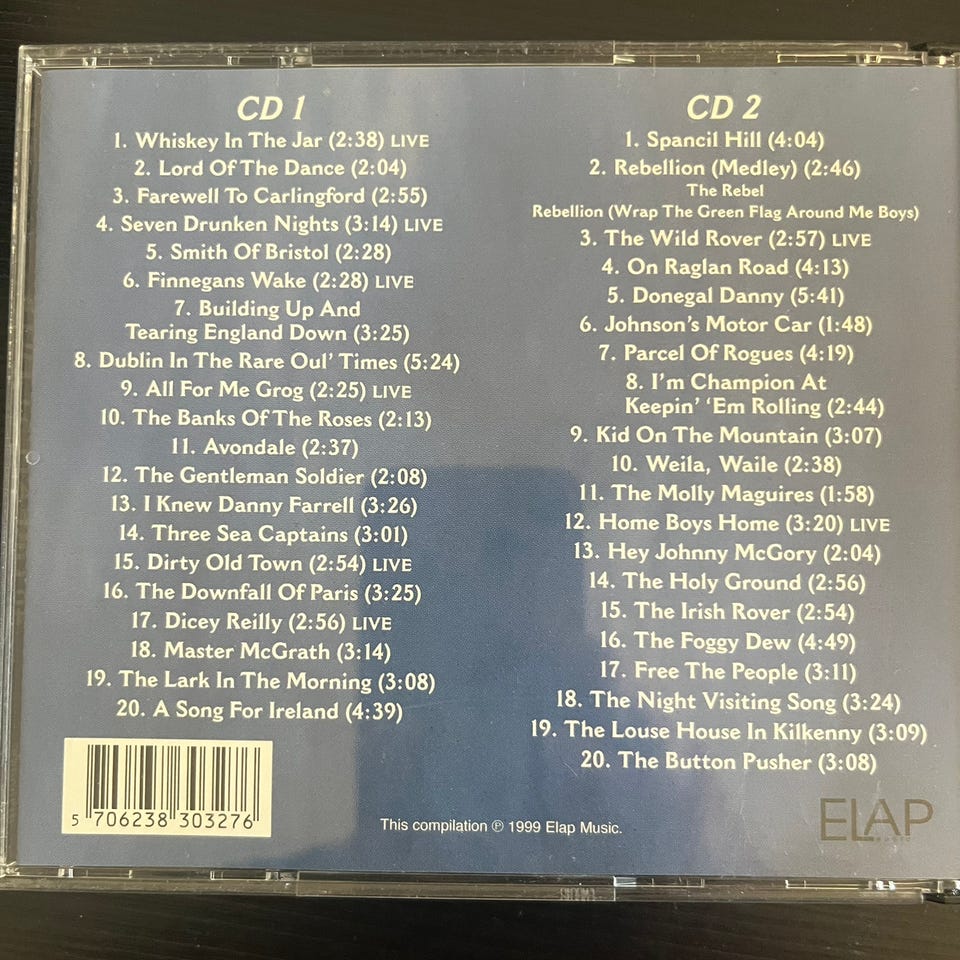 CD 1
1. Whiskey In The Jar (2:38) LIVE
2. Lord Of The Dance (2:04)
3. Farewell To Carlingford (2:55)
4. Seven Drunken Nights (3:14) LIVE
5. Smith Of Bristol (2:28)
6. Finnegans Wake (2:28) LIVE
7. Building Up And
Tearing England Down (3:25)
8. Dublin In The Rare Oul' Times (5:24)
9. All For Me Grog (2:25) LIVE
10. The Banks Of The Roses (2:13)
11. Avondale (2:37)
12. The Gentleman Soldier (2:08)
13. I Knew Danny Farrell (3:26)
14. Three Sea Captains (3:01)
15. Dirty Old Town (2:54) LIVE
16. The Downfall Of Paris (3:25)
17. Dicey Reilly (2:56) LIVE
18. Master McGrath (3:14)
19. The Lark In The Morning (3:08)
20. A Song For Ireland (4:39)
5 706238 303276
CD 2
1. Spancil Hill (4:04)
2. Rebellion (Medley) (2:46)
The Rebel
Rebellion (Wrap The Green Flag Around Me Boys)
3. The Wild Rover (2:57) LIVE
4. On Raglan Road (4:13)
5. Donegal Danny (5:41)
6. Johnson's Motor Car (1:48)
7. Parcel Of Rogues (4:19)
8. I'm Champion At
Keepin' 'Em Rolling (2:44)
9. Kid On The Mountain (3:07)
10. Weila, Waile (2:38)
11. The Molly Maguires (1:58)
12. Home Boys Home (3:20) LIVE
13. Hey Johnny McGory (2:04)
14. The Holy Ground (2:56)
15. The Irish Rover (2:54)
16. The Foggy Dew (4:49)
17. Free The People (3:11)
18. The Night Visiting Song (3:24)
19. The Louse House In Kilkenny (3:09)
20. The Button Pusher (3:08)
This compilation ℗ 1999 Elap Music.
ELAP
MUSIC